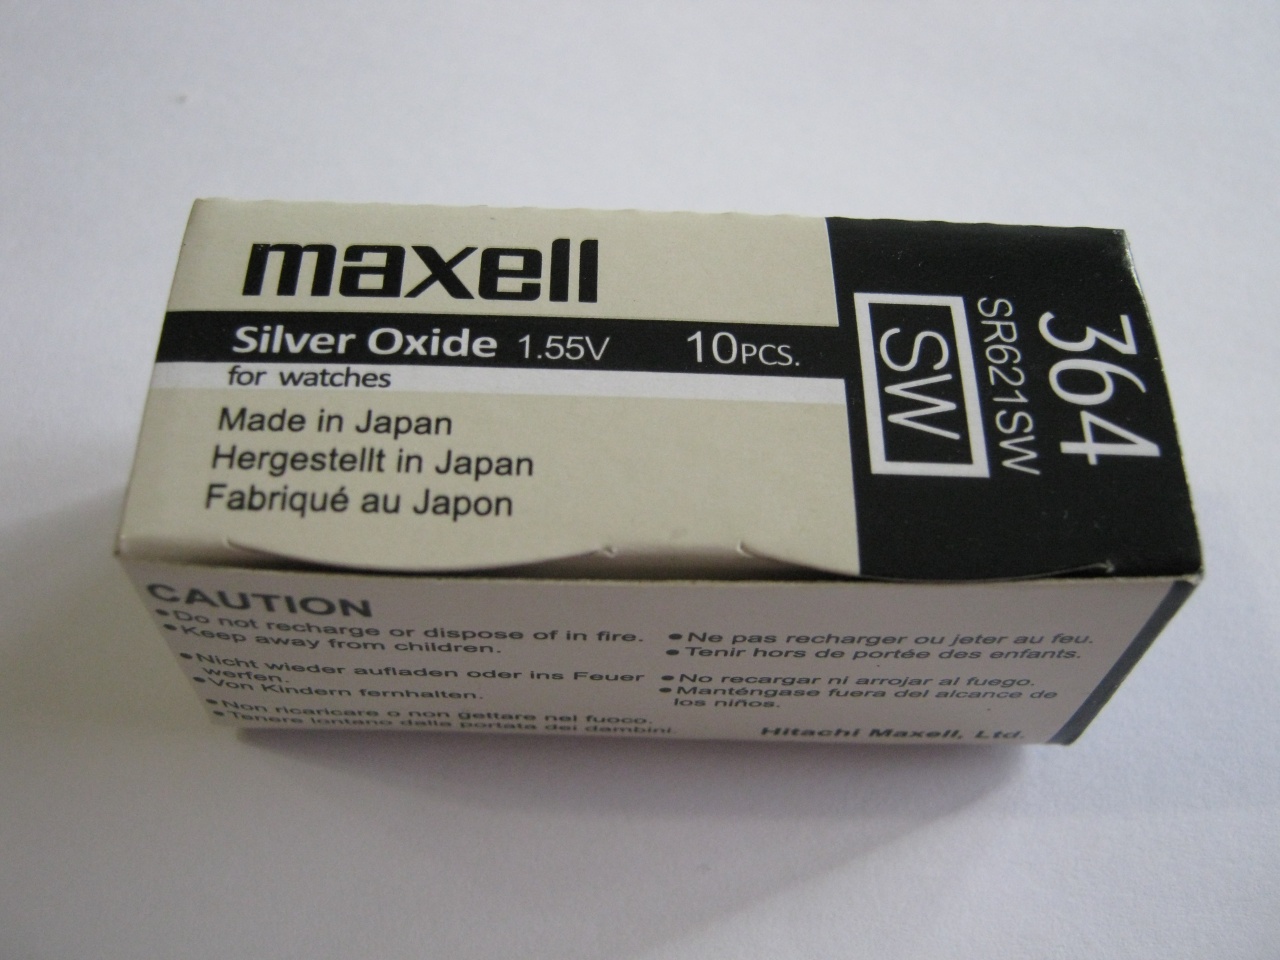 maxell
Silver Oxide 1.55V 10PCS.
for watches
Made in Japan
Hergestellt in Japan
Fabriqué au Japon
364
SR621SW
SW
CAUTION
•Do not recharge or dispose of in fire.
•Keep away from children.
•Nicht wieder aufladen oder ins Feuer
werfen.
•Von Kindern fernhalten.
•Non ricaricare o non gettare nel fuoco.
•Tenere lontano dalla portata dei bambini.
•Ne pas recharger ou jeter au feu.
•Tenir hors de portée des enfants.
•No recargar ni arrojar al fuego.
•Manténgase fuera del alcance de
los niños.
Hitachi Maxell, Ltd.